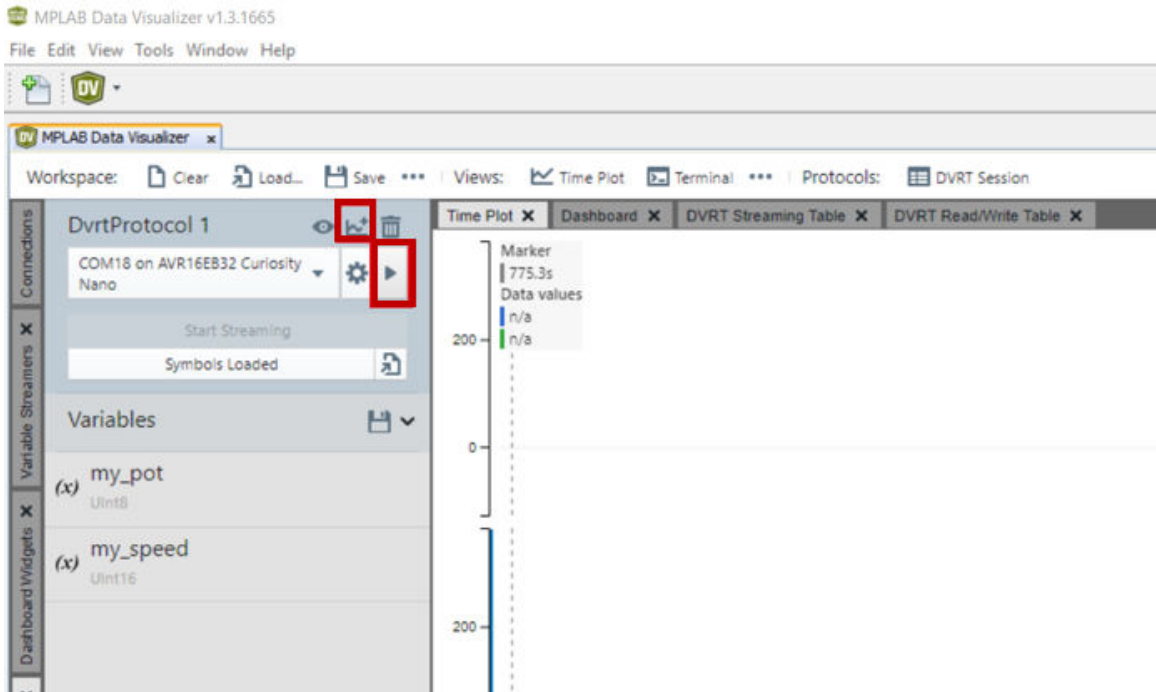 MPLAB Data Visualizer v1.3.1665
File Edit View Tools Window Help
DV
DV MPLAB Data Visualizer x
Workspace: Clear Load... Save ••• Views: Time Plot Terminal ••• Protocols: DVRT Session
Connections
Variable Streamers
Dashboard Widgets
DvrtProtocol 1
COM18 on AVR16EB32 Curiosity
Nano
Start Streaming
Symbols Loaded
Variables
(x) my_pot
UInt8
(x) my_speed
UInt16
Time Plot X Dashboard X DVRT Streaming Table X DVRT Read/Write Table X
Marker
775.3s
Data values
n/a
n/a
200
0
200